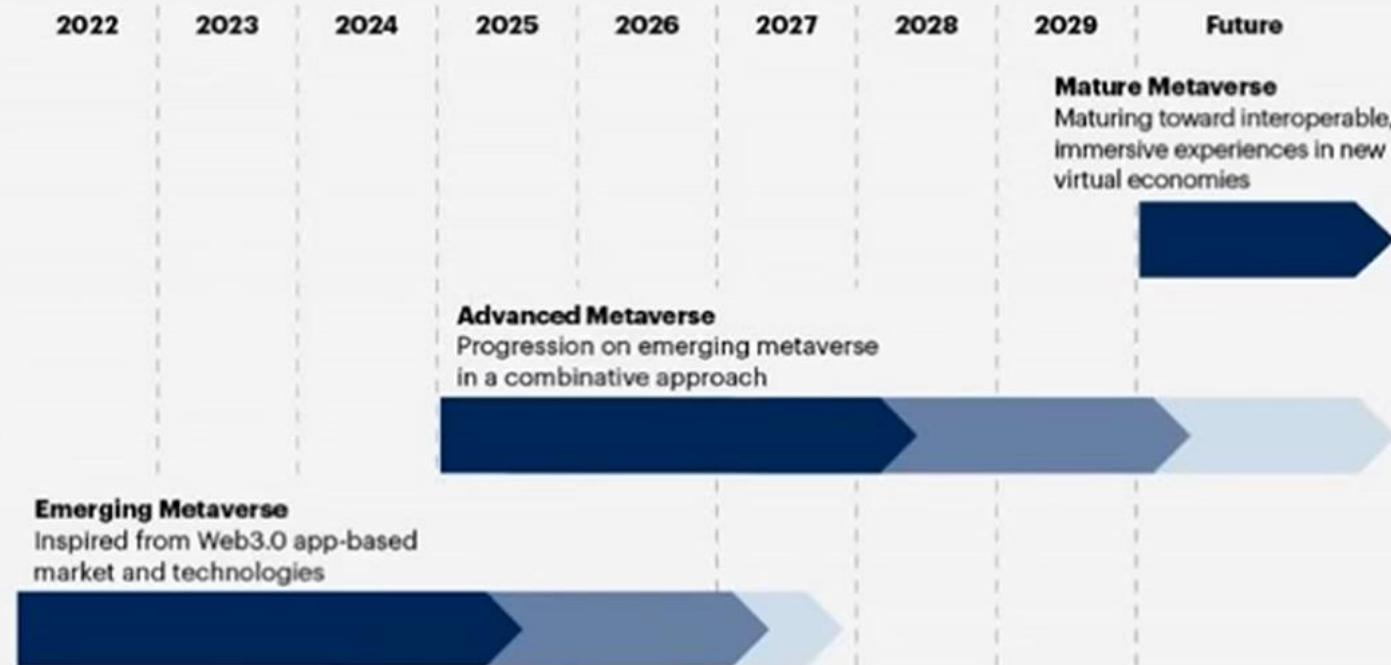 2022 2023 2024 2025 2026 2027 2028 2029 Future
Mature Metaverse
Maturing toward interoperable,
immersive experiences in new
virtual economies
Advanced Metaverse
Progression on emerging metaverse
in a combinative approach
Emerging Metaverse
Inspired from Web3.0 app-based
market and technologies